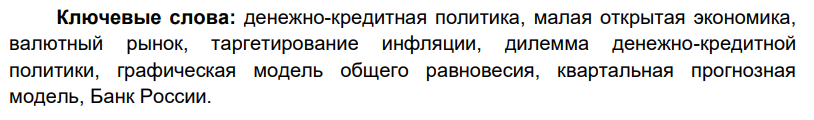 Ключевые слова: денежно-кредитная политика, малая открытая экономика,
валютный рынок, таргетирование инфляции, дилемма денежно-кредитной
политики, графическая модель общего равновесия, квартальная прогнозная
модель, Банк России.